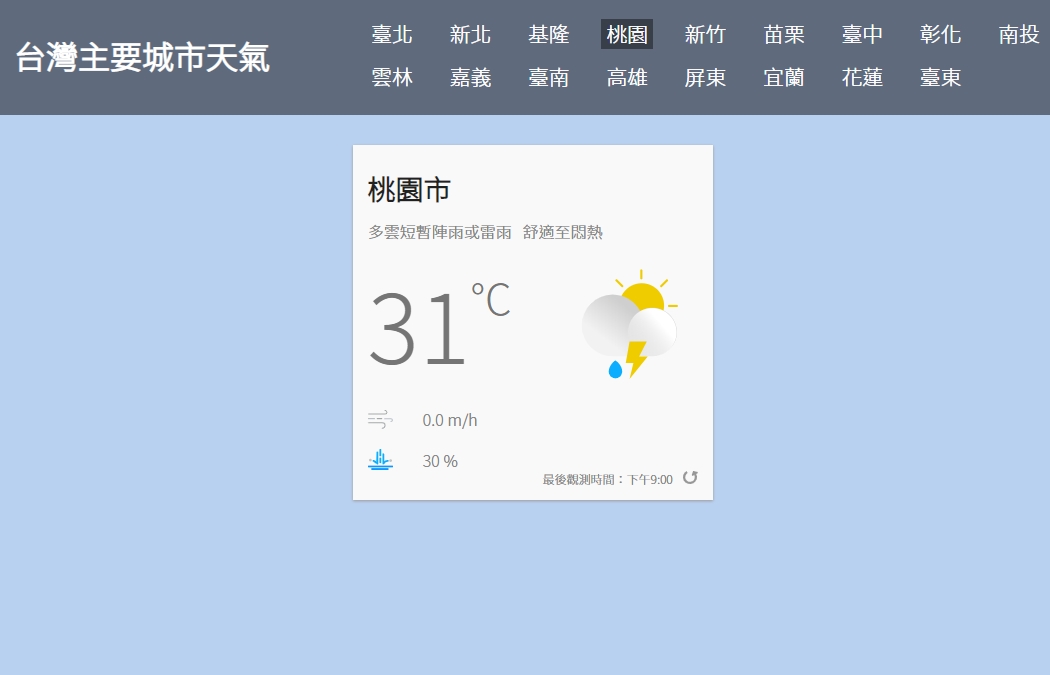 台灣主要城市天氣
臺北 新北 基隆 桃園 新竹 苗栗 臺中 彰化 南投
雲林 嘉義 臺南 高雄 屏東 宜蘭 花蓮 臺東
桃園市
多雲短暫陣雨或雷雨 舒適至悶熱
31 °C
0.0 m/h
30 %
最後觀測時間：下午9:00